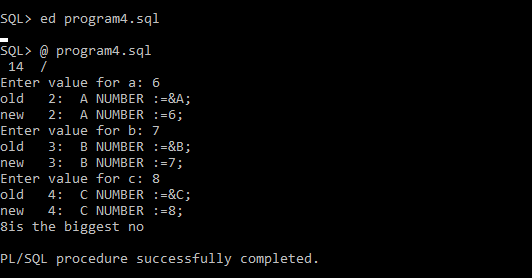 SQL> ed program4.sql
SQL> @ program4.sql
14 /
Enter value for a: 6
old 2: A NUMBER :=&A;
new 2: A NUMBER :=6;
Enter value for b: 7
old 3: B NUMBER :=&B;
new 3: B NUMBER :=7;
Enter value for c: 8
old 4: C NUMBER :=&C;
new 4: C NUMBER :=8;
8is the biggest no
PL/SQL procedure successfully completed.